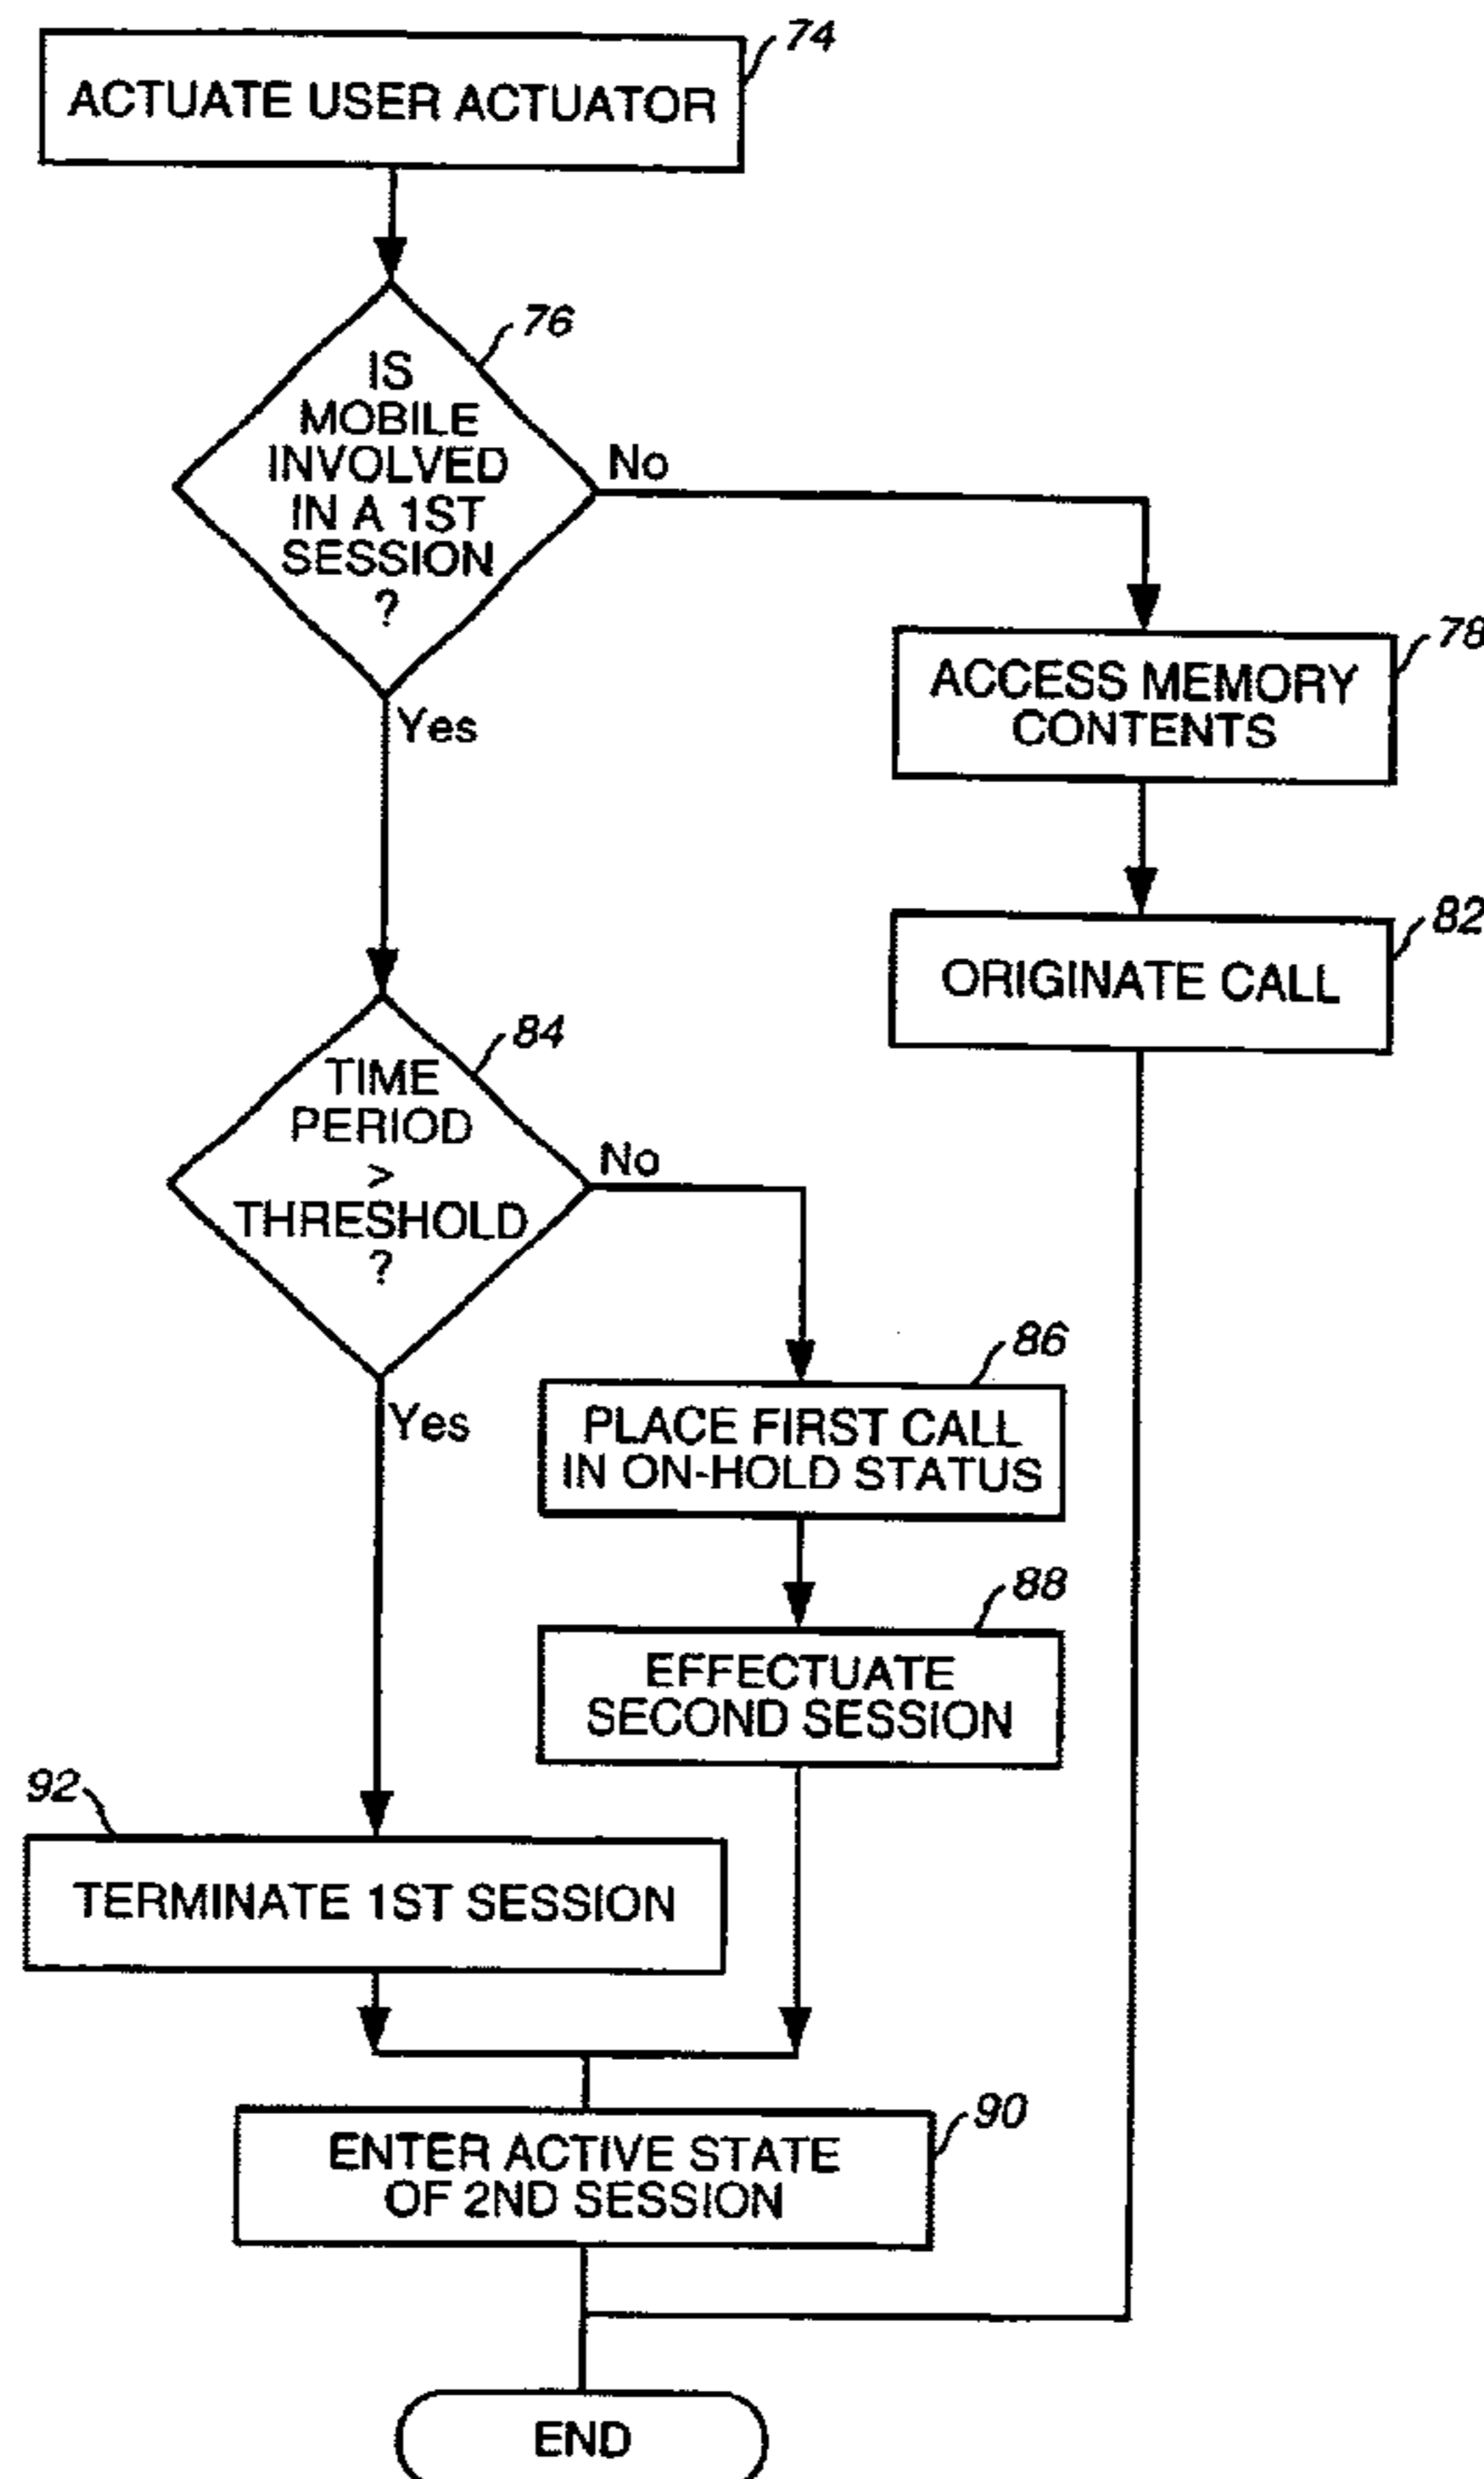 74
ACTUATE USER ACTUATOR
76
IS
MOBILE
INVOLVED
IN A 1ST
SESSION
?
No
Yes
78
ACCESS MEMORY
CONTENTS
82
ORIGINATE CALL
84
TIME
PERIOD
>
THRESHOLD
?
No
Yes
86
PLACE FIRST CALL
IN ON-HOLD STATUS
88
EFFECTUATE
SECOND SESSION
92
TERMINATE 1ST SESSION
90
ENTER ACTIVE STATE
OF 2ND SESSION
END